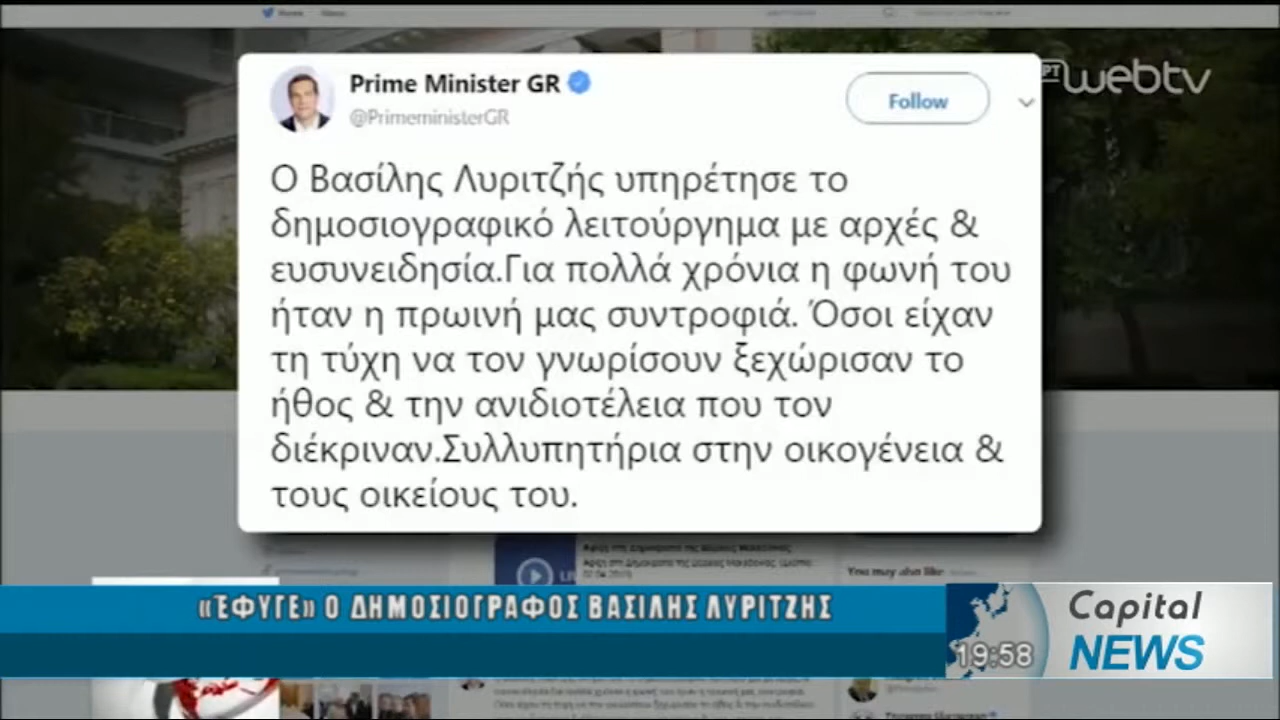 Prime Minister GR
@PrimeministerGR
Follow
webtv
Ο Βασίλης Λυριτζής υπηρέτησε το
δημοσιογραφικό λειτούργημα με αρχές &
ευσυνειδησία.Για πολλά χρόνια η φωνή του
ήταν η πρωινή μας συντροφιά. Όσοι είχαν
τη τύχη να τον γνωρίσουν ξεχώρισαν το
ήθος & την ανιδιοτέλεια που τον
διέκριναν.Συλλυπητήρια στην οικογένεια &
τους οικείους του.
You may also like
«ΈΦΥΓΕ» Ο ΔΗΜΟΣΙΟΓΡΑΦΟΣ ΒΑΣΙΛΗΣ ΛΥΡΙΤΖΗΣ
19:58
Capital
NEWS